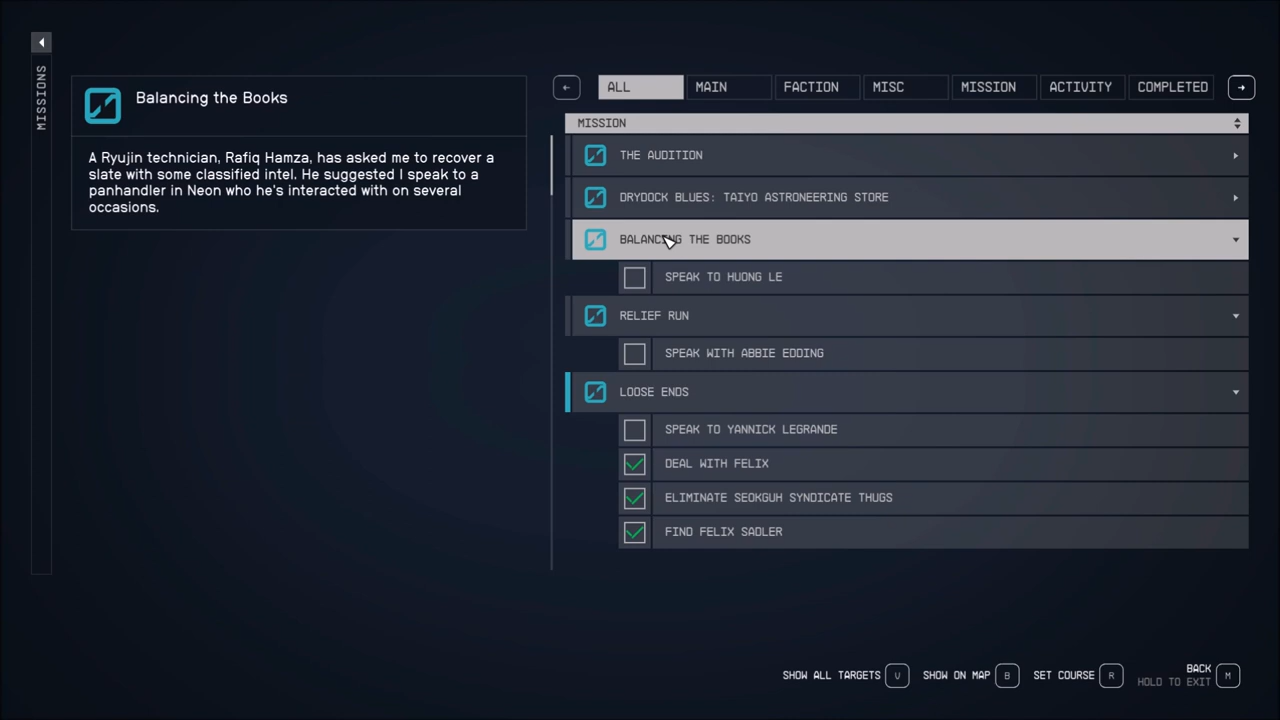 MISSIONS
Balancing the Books
A Ryujin technician, Rafiq Hamza, has asked me to recover a
slate with some classified intel. He suggested I speak to a
panhandler in Neon who he's interacted with on several
occasions.
ALL
MAIN
FACTION
MISC
MISSION
ACTIVITY
COMPLETED
MISSION
THE AUDITION
DRYDOCK BLUES: TAIYO ASTRONEERING STORE
BALANCING THE BOOKS
SPEAK TO HUONG LE
RELIEF RUN
SPEAK WITH ABBIE EDDING
LOOSE ENDS
SPEAK TO YANNICK LEGRANDE
DEAL WITH FELIX
ELIMINATE SEOKGUH SYNDICATE THUGS
FIND FELIX SADLER
SHOW ALL TARGETS V
SHOW ON MAP B
SET COURSE R
BACK
HOLD TO EXIT M